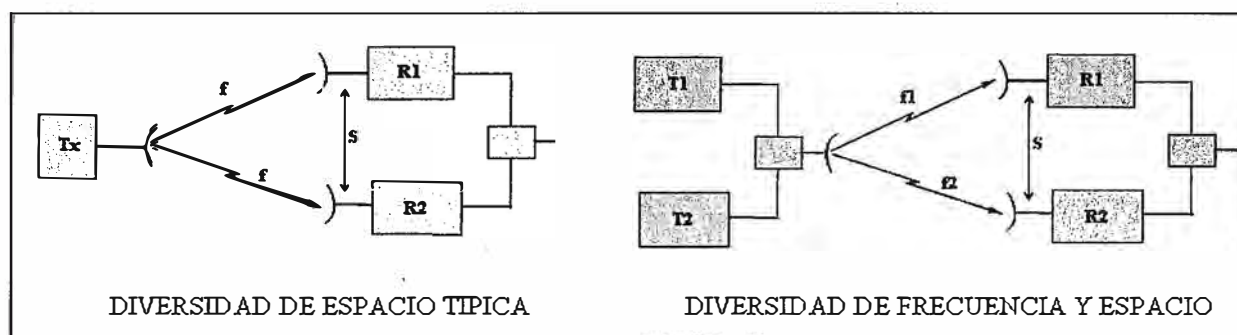 Tx
f
f
S
R1
R2
DIVERSIDAD DE ESPACIO TIPICA
T1
T2
f1
f2
S
R1
R2
DIVERSIDAD DE FRECUENCIA Y ESPACIO